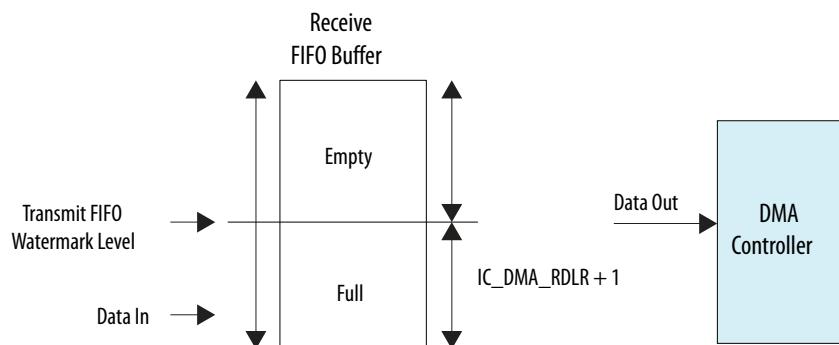 Receive
FIFO Buffer
Empty
Transmit FIFO
Watermark Level
Data Out
DMA
Controller
IC_DMA_RDLR + 1
Full
Data In